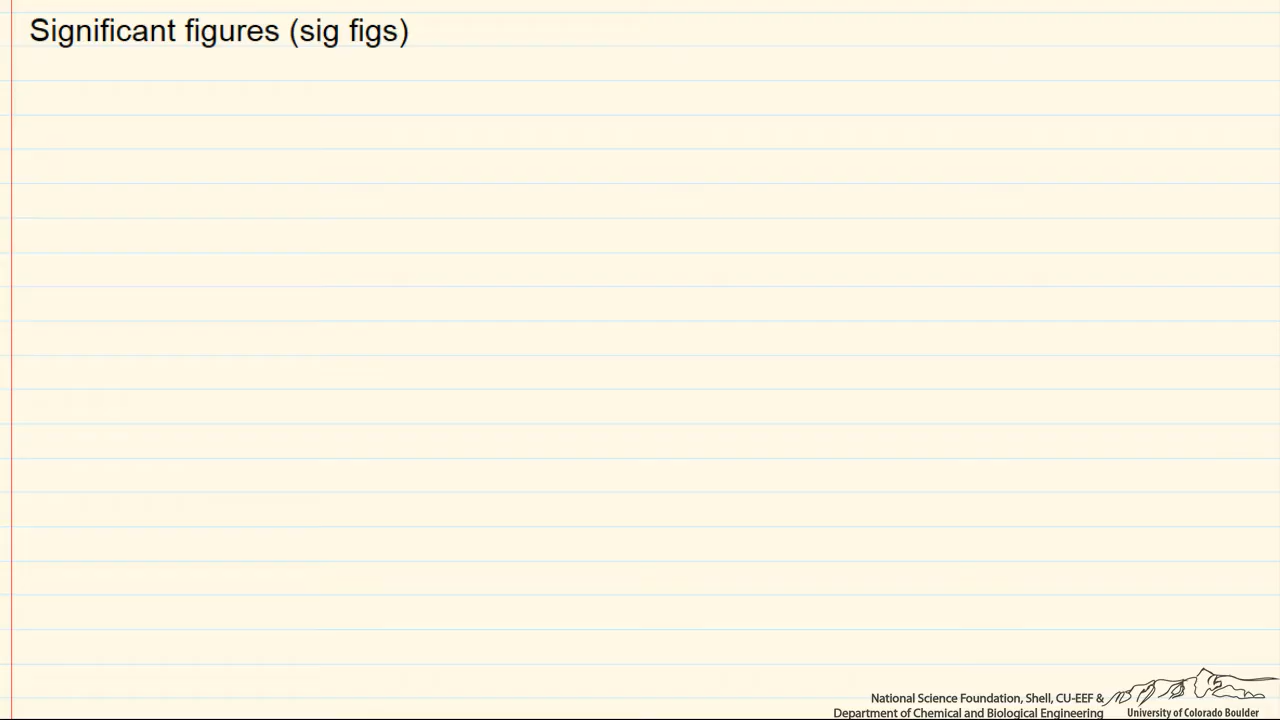 Significant figures (sig figs)
National Science Foundation, Shell, CU-EEF &
Department of Chemical and Biological Engineering
University of Colorado Boulder